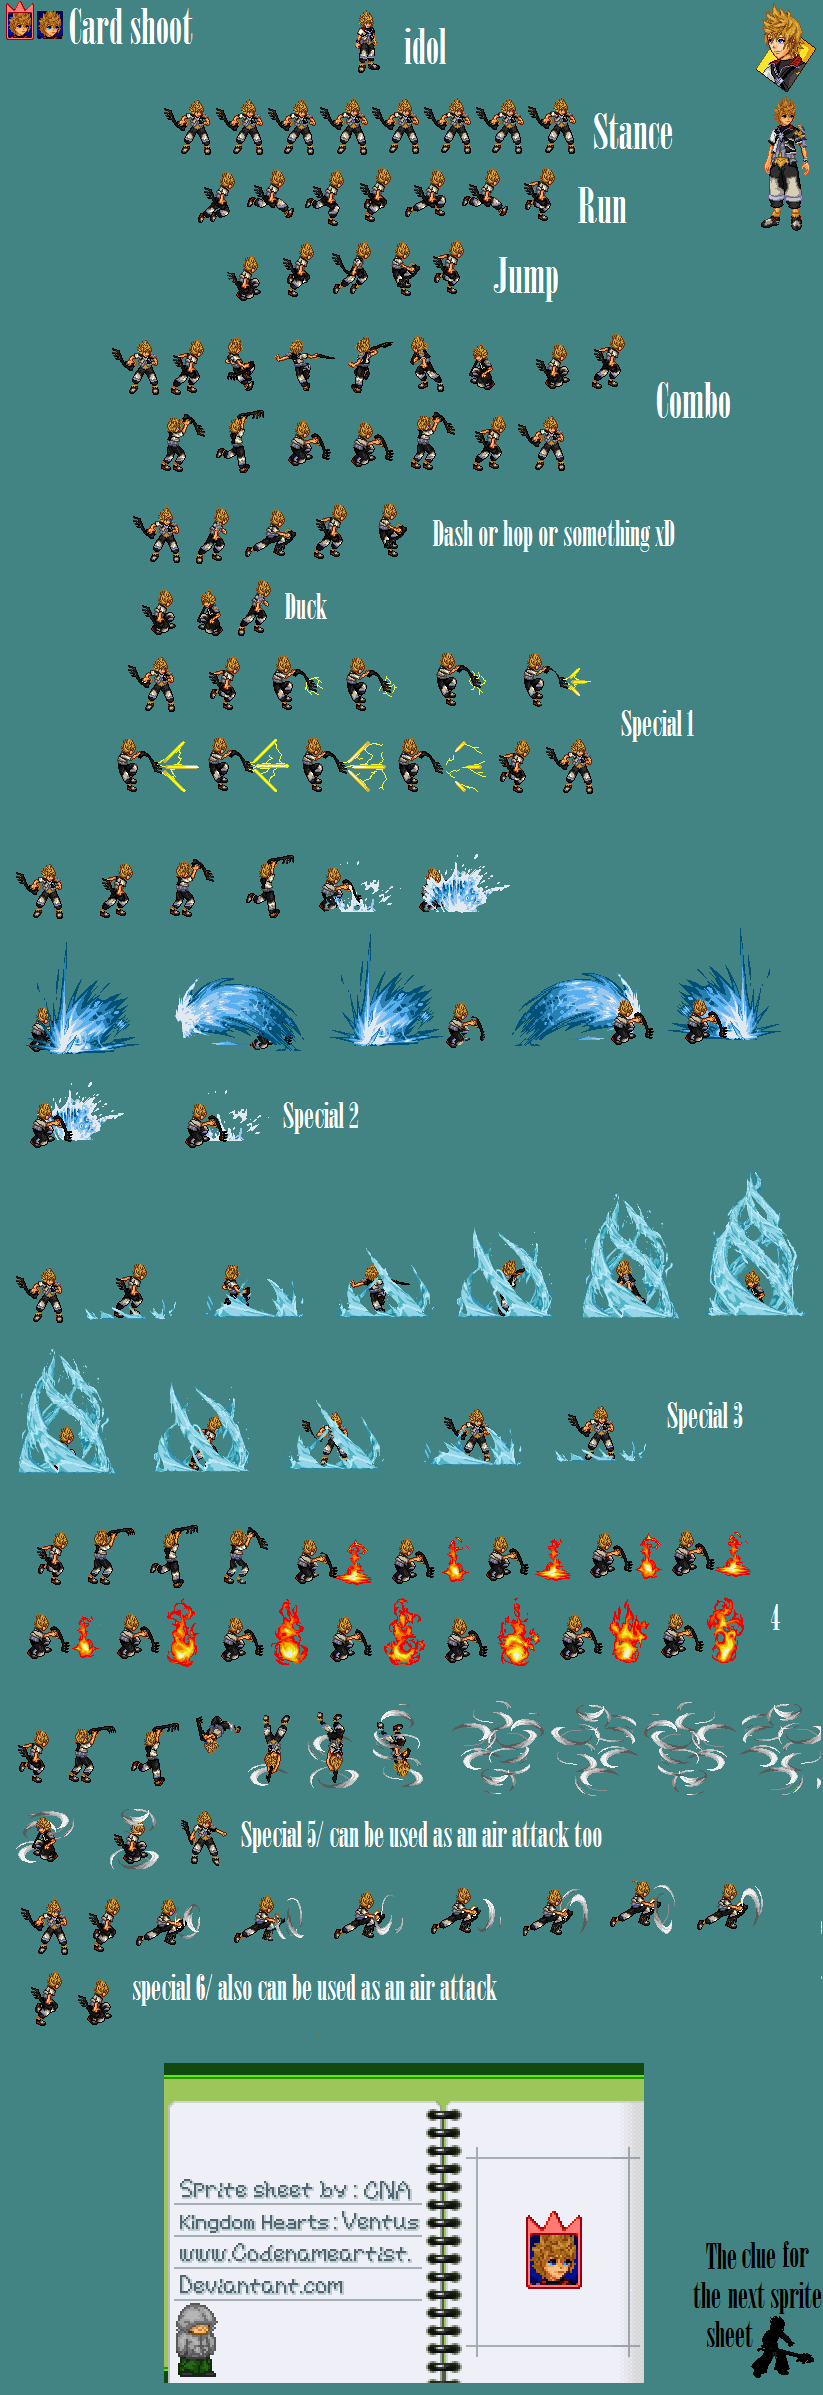 Card shoot
idol
Stance
Run
Jump
Combo
Dash or hop or something xD
Duck
Special 1
Special 2
Special 3
4
Special 5/ can be used as an air attack too
special 6/ also can be used as an air attack
Sprite sheet by : CNA
Kingdom Hearts : Ventus
www.Codenameartist.
Deviantant.com
The clue for
the next sprite
sheet